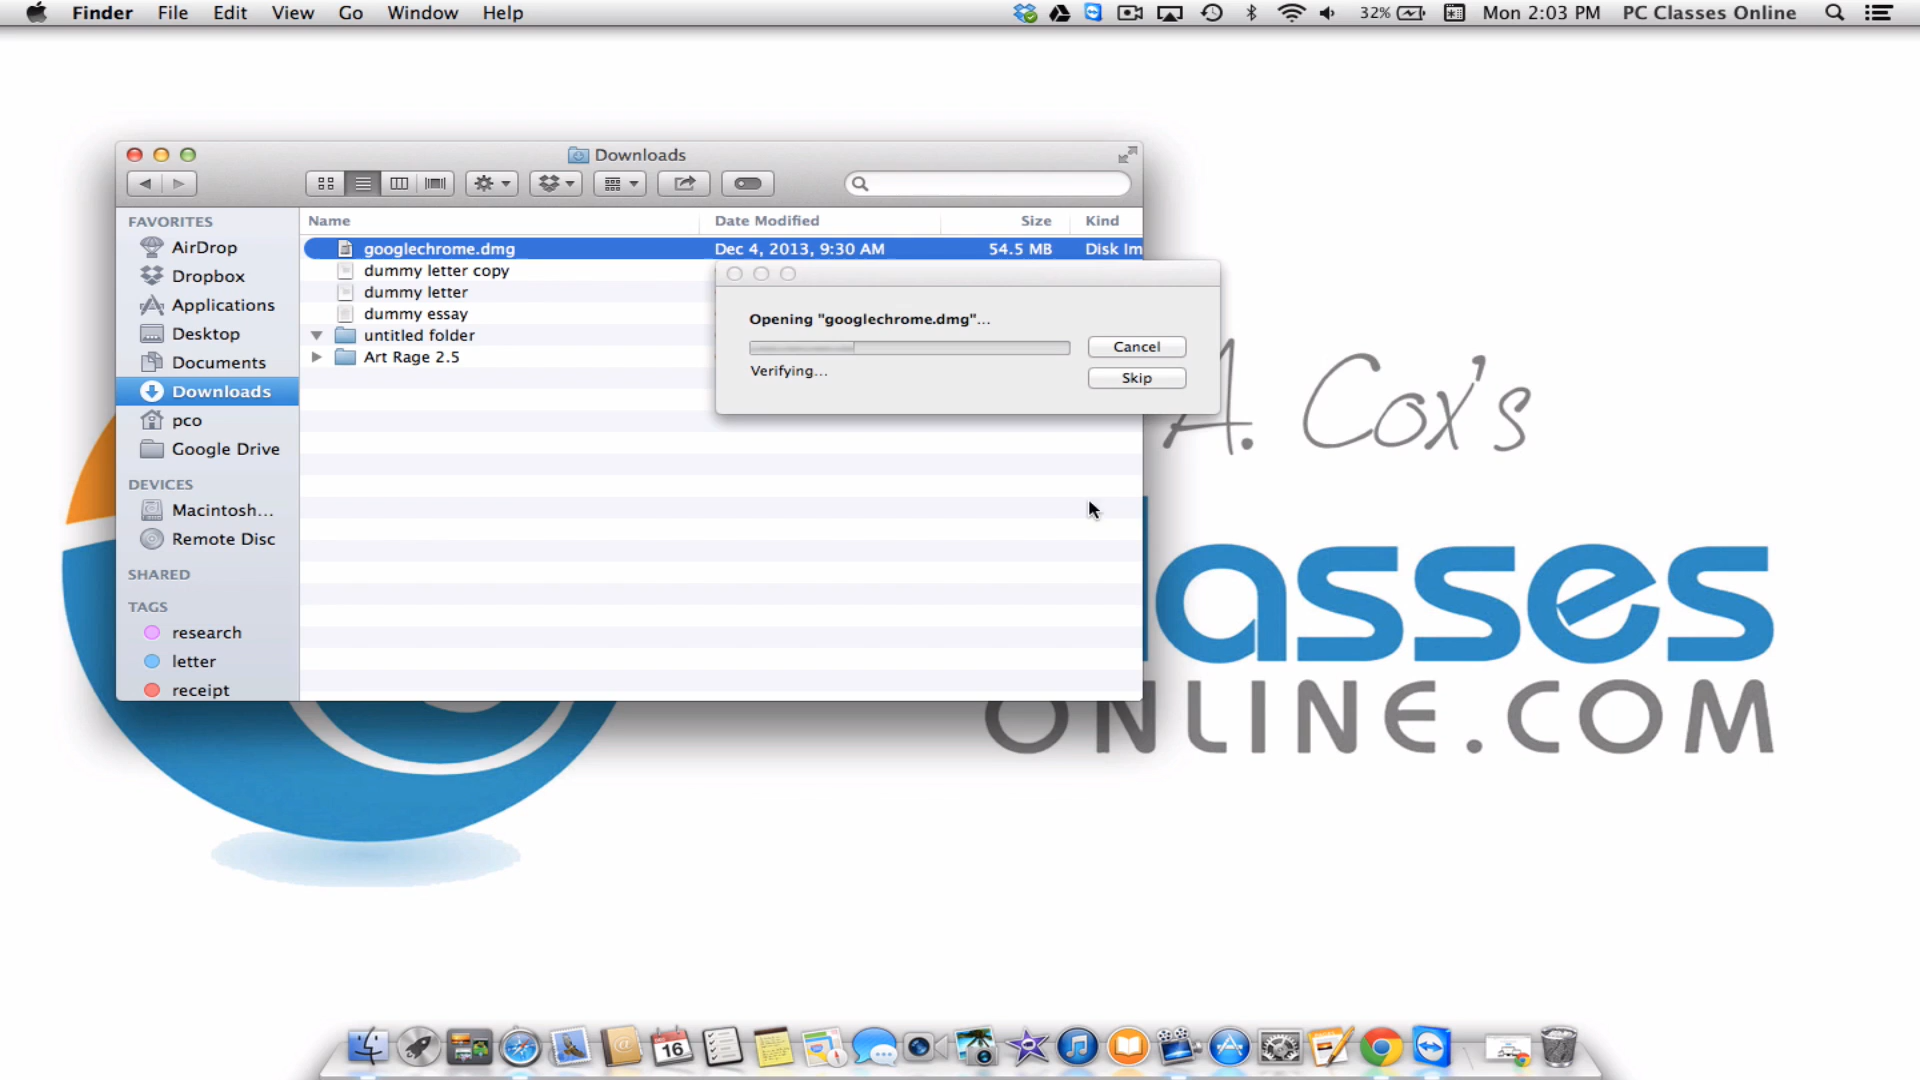 Finder File Edit View Go Window Help 32% Mon 2:03 PM PC Classes Online
Downloads
FAVORITES
AirDrop
Dropbox
Applications
Desktop
Documents
Downloads
pco
Google Drive
DEVICES
Macintosh...
Remote Disc
SHARED
TAGS
research
letter
receipt
Name Date Modified Size Kind
googlechrome.dmg Dec 4, 2013, 9:30 AM 54.5 MB Disk Im
dummy letter copy
dummy letter
dummy essay
untitled folder
Art Rage 2.5
Opening "googlechrome.dmg"...
Cancel
Verifying...
Skip
A. Cox's
asses
ONLINE.COM
16